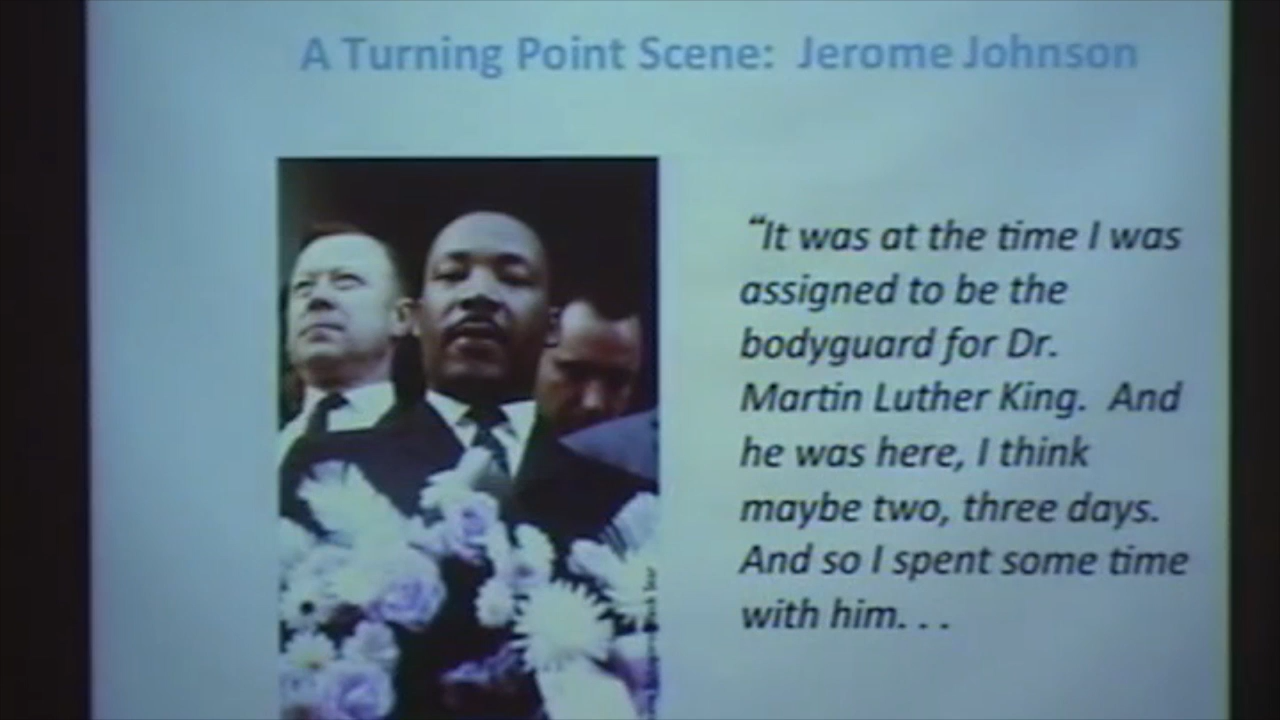 A Turning Point Scene: Jerome Johnson
“It was at the time I was
assigned to be the
bodyguard for Dr.
Martin Luther King. And
he was here, I think
maybe two, three days.
And so I spent some time
with him. . .